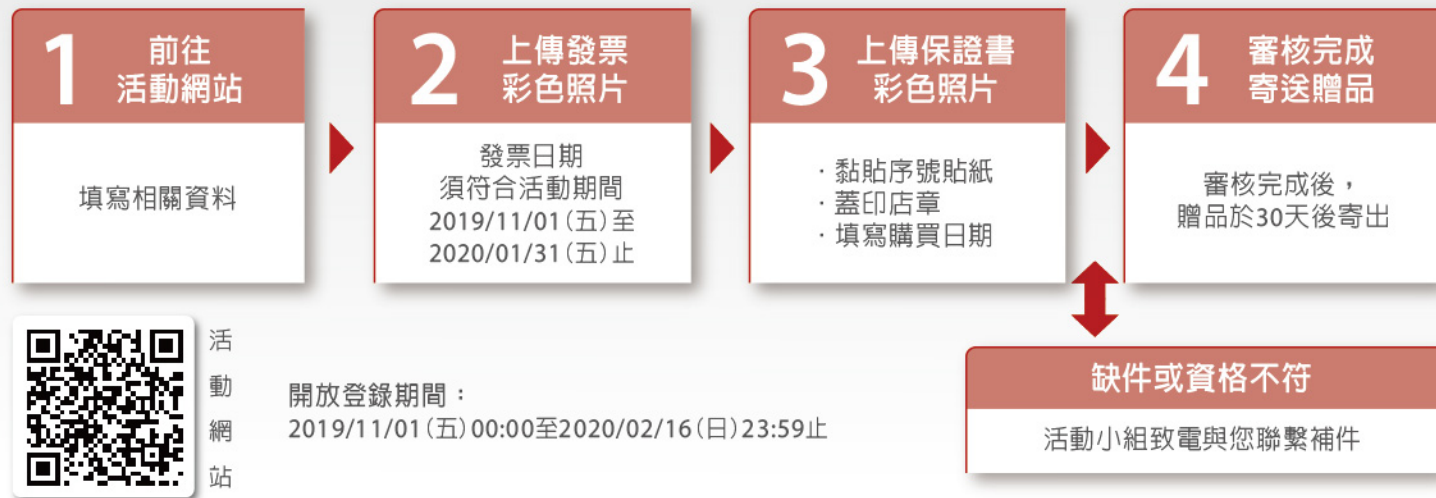 1
前往
活動網站
填寫相關資料
2
上傳發票
彩色照片
發票日期
須符合活動期間
2019/11/01(五)至
2020/01/31(五)止
3
上傳保證書
彩色照片
·黏貼序號貼紙
·蓋印店章
·填寫購買日期
4
審核完成
寄送贈品
審核完成後，
贈品於30天後寄出
缺件或資格不符
活動小組致電與您聯繫補件
活動網站
開放登錄期間：
2019/11/01(五)00:00至2020/02/16(日)23:59止